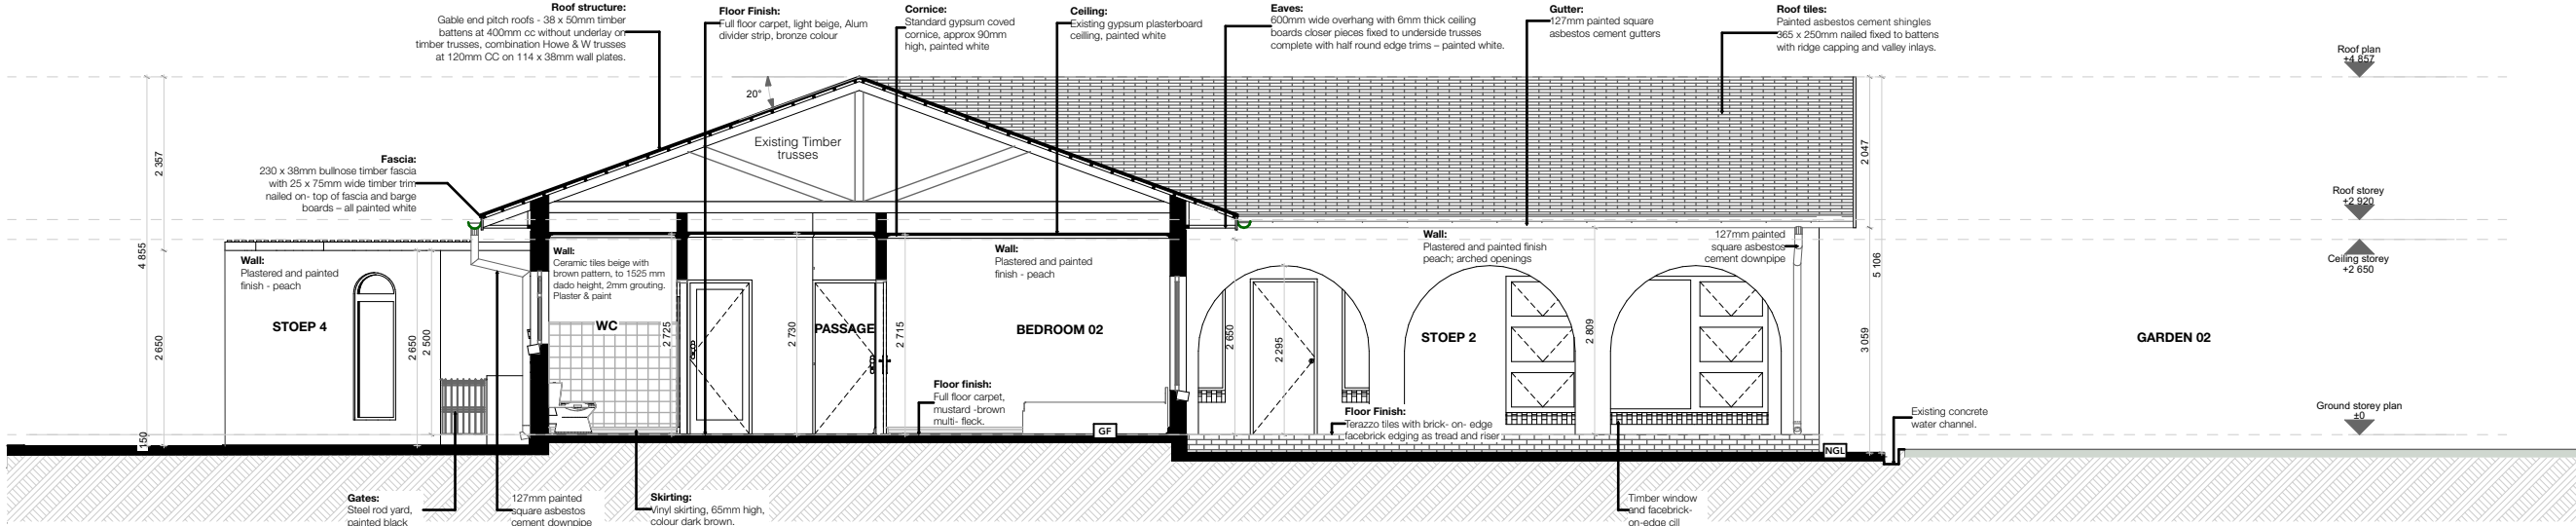 Roof structure:
Gable end pitch roofs - 38 x 50mm timber
battens at 400mm cc without underlay on
timber trusses, combination Howe & W trusses
at 120mm CC on 114 x 38mm wall plates.
Floor Finish:
Full floor carpet, light beige, Alum
divider strip, bronze colour
Cornice:
Standard gypsum coved
cornice, approx 90mm
high, painted white
Ceiling:
Existing gypsum plasterboard
ceiling, painted white
Eaves:
600mm wide overhang with 6mm thick ceiling
boards closer pieces fixed to underside trusses
complete with half round edge trims – painted white.
Gutter:
127mm painted square
asbestos cement gutters
Roof tiles:
Painted asbestos cement shingles
365 x 250mm nailed fixed to battens
with ridge capping and valley inlays.
Roof plan
+4 857
20°
Existing Timber
trusses
2 357
4 855
2 047
5 106
Fascia:
230 x 38mm bullnose timber fascia
with 25 x 75mm wide timber trim
nailed on- top of fascia and barge
boards – all painted white
Roof storey
+2 920
Ceiling storey
+2 650
Wall:
Plastered and painted
finish - peach
Wall:
Ceramic tiles beige with
brown pattern, to 1525 mm
dado height, 2mm grouting.
Plaster & paint
Wall:
Plastered and painted
finish - peach
Wall:
Plastered and painted finish
peach; arched openings
127mm painted
square asbestos
cement downpipe
STOEP 4
WC
PASSAGE
BEDROOM 02
STOEP 2
GARDEN 02
2 650
2 650
2 500
2 725
2 730
2 715
2 650
2 295
2 809
3 059
150
Floor finish:
Full floor carpet,
mustard -brown
multi- fleck.
GF
Floor Finish:
Terazzo tiles with brick- on- edge
facebrick edging as tread and riser
NGL
Existing concrete
water channel.
Ground storey plan
±0
Gates:
Steel rod yard,
painted black
127mm painted
square asbestos
cement downpipe
Skirting:
Vinyl skirting, 65mm high,
colour dark brown.
Timber window
and facebrick-
on-edge cill